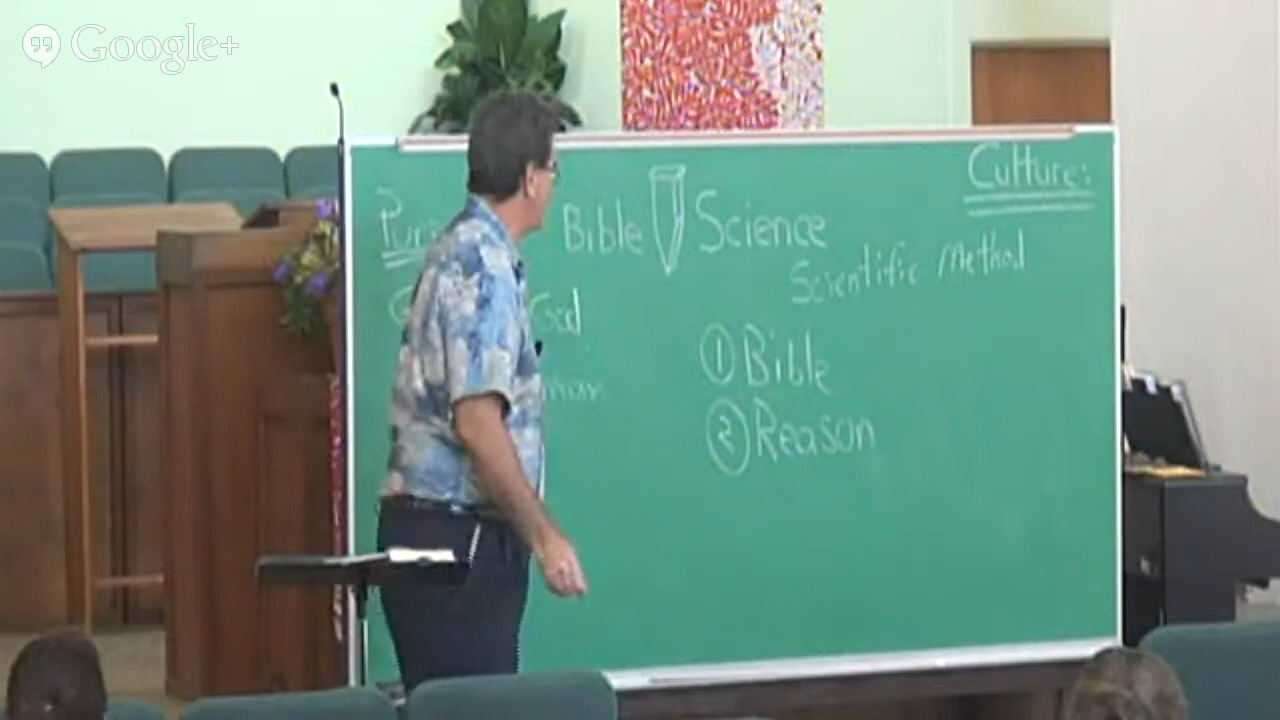 Google+
Culture:
Bible Science
Scientific Method
God
① Bible
② Reason